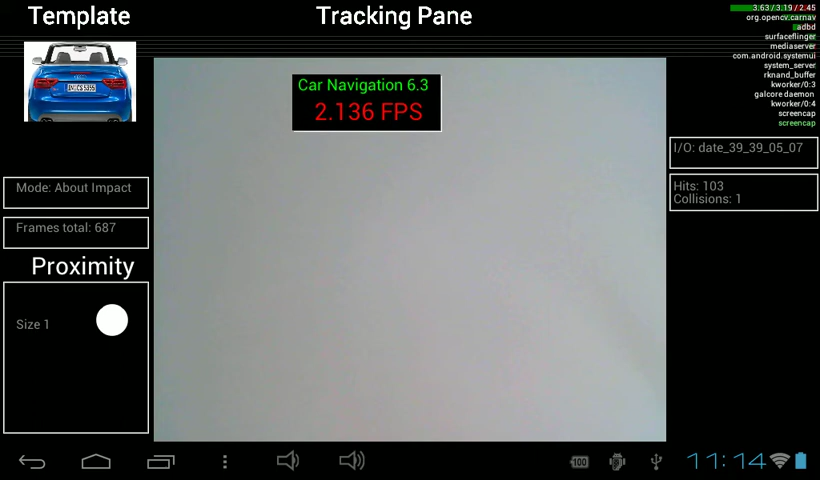 Template
Tracking Pane
3.63 / 3.19 / 2.45
org.opencv.carnav
adbd
surfaceflinger
mediaserver
com.android.systemui
system_server
rknand_buffer
kworker/0:3
galcore daemon
kworker/0:4
screencap
screencap
Car Navigation 6.3
2.136 FPS
I/O: date_39_39_05_07
Mode: About Impact
Hits: 103
Collisions: 1
Frames total: 687
Proximity
Size 1
100
11:14